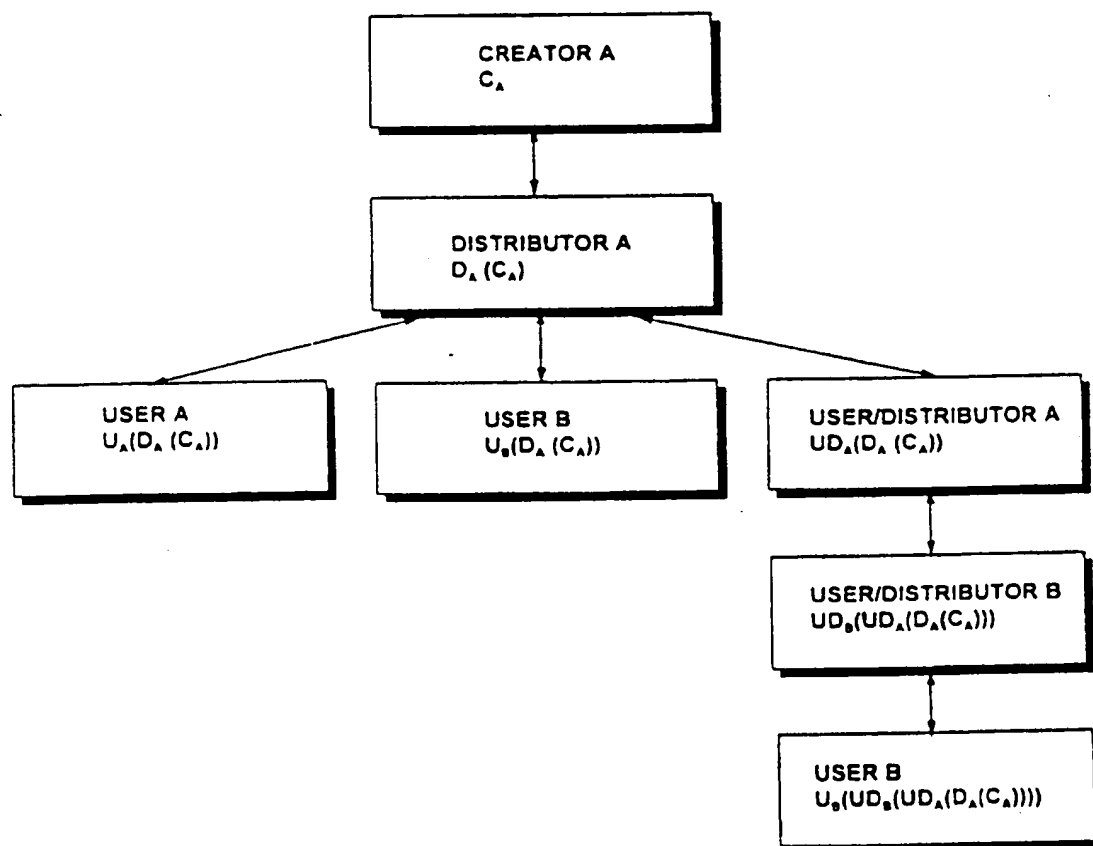 CREATOR A
C_A
DISTRIBUTOR A
D_A (C_A)
USER A
U_A(D_A (C_A))
USER B
U_B(D_A (C_A))
USER/DISTRIBUTOR A
UD_A(D_A (C_A))
USER/DISTRIBUTOR B
UD_B(UD_A(D_A(C_A)))
USER B
U_B(UD_B(UD_A(D_A(C_A))))